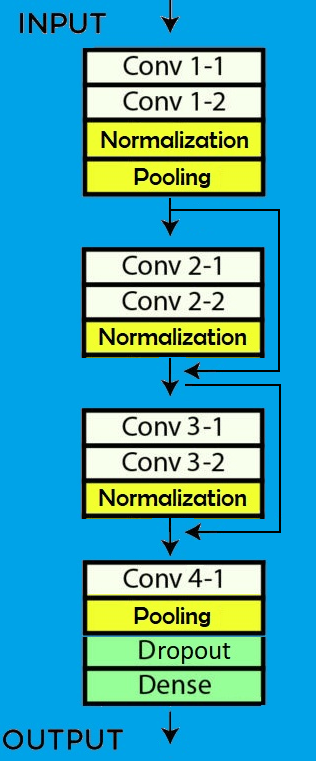 INPUT
Conv 1-1
Conv 1-2
Normalization
Pooling
Conv 2-1
Conv 2-2
Normalization
Conv 3-1
Conv 3-2
Normalization
Conv 4-1
Pooling
Dropout
Dense
OUTPUT